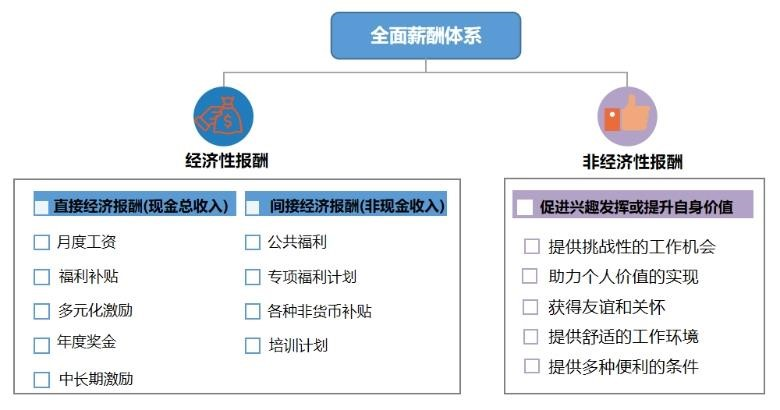 全面薪酬体系
经济性报酬
非经济性报酬
直接经济报酬(现金总收入)
月度工资
福利补贴
多元化激励
年度奖金
中长期激励
间接经济报酬(非现金收入)
公共福利
专项福利计划
各种非货币补贴
培训计划
促进兴趣发挥或提升自身价值
提供挑战性的工作机会
助力个人价值的实现
获得友谊和关怀
提供舒适的工作环境
提供多种便利的条件